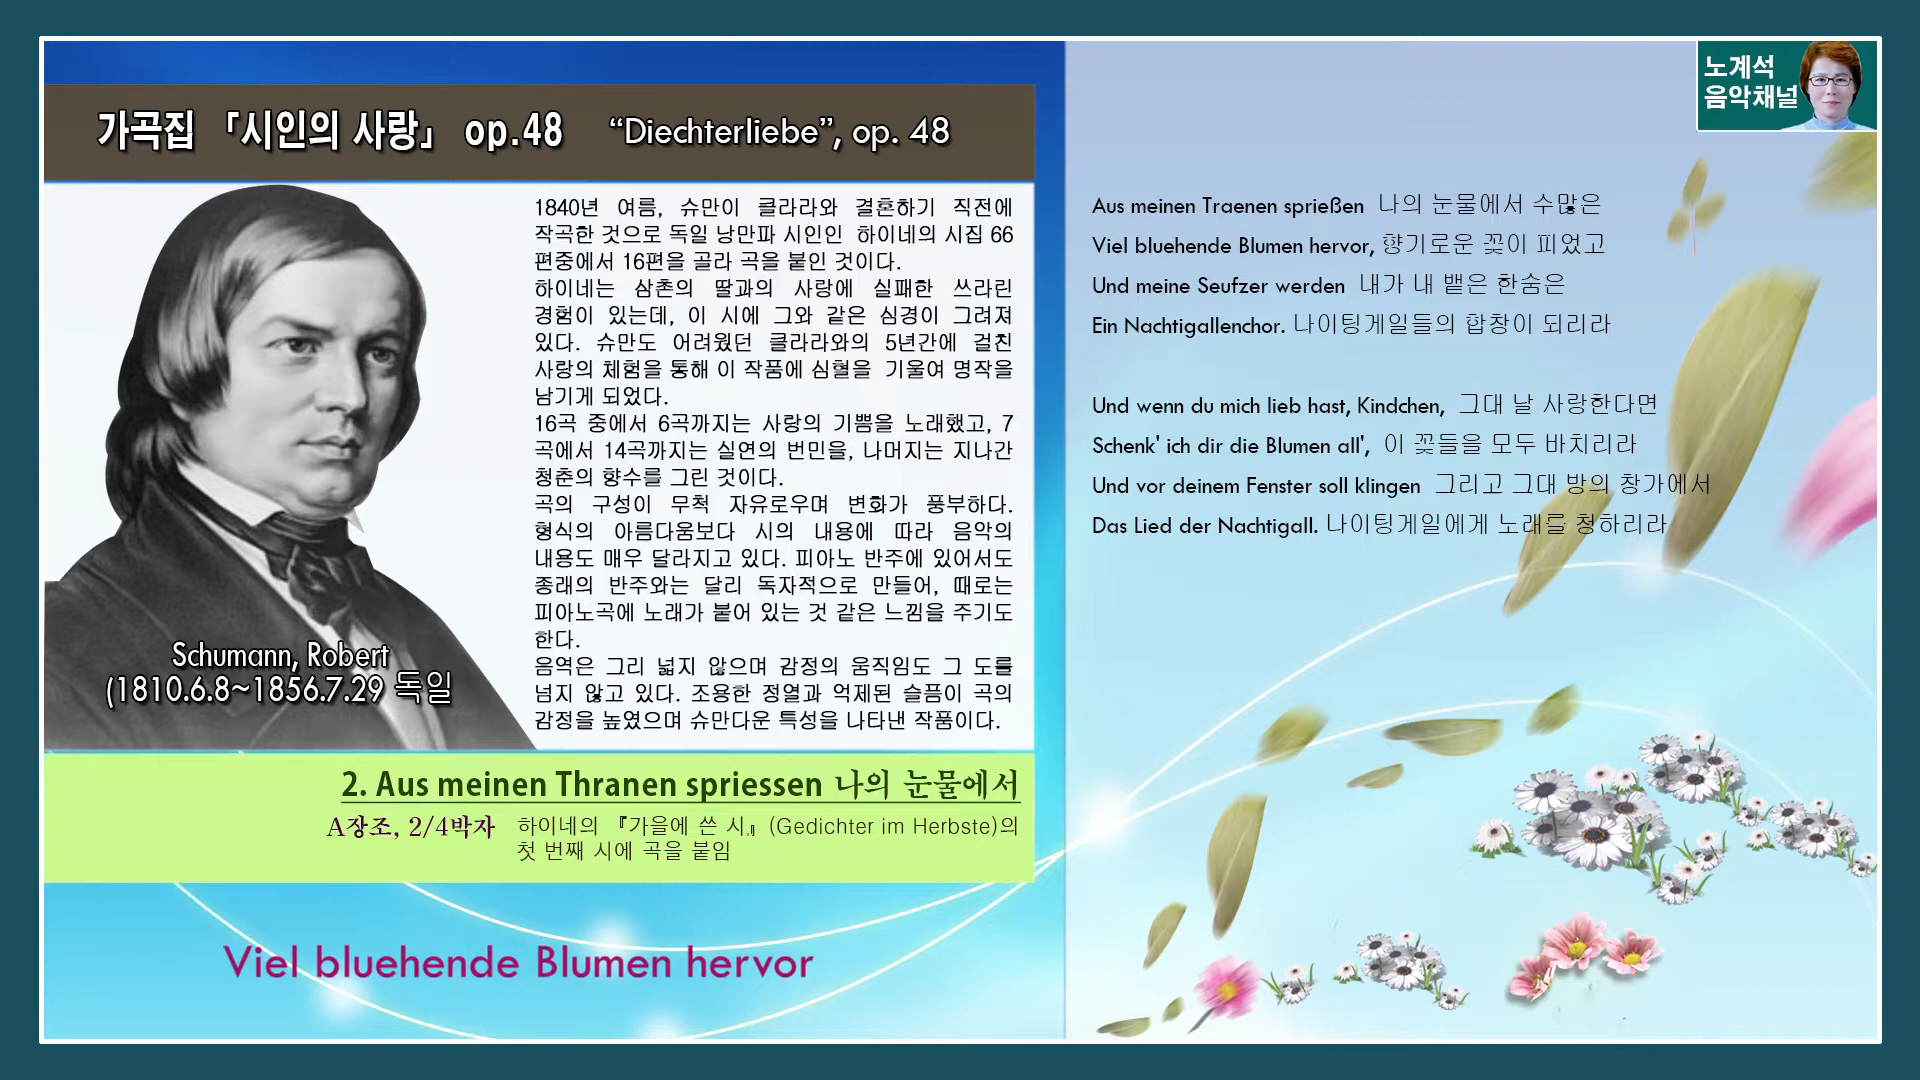 가곡집 「시인의 사랑」 op.48 “Diechterliebe”, op. 48
1840년 여름, 슈만이 클라라와 결혼하기 직전에
작곡한 것으로 독일 낭만파 시인인 하이네의 시집 66
편중에서 16편을 골라 곡을 붙인 것이다.
하이네는 삼촌의 딸과의 사랑에 실패한 쓰라린
경험이 있는데, 이 시에 그와 같은 심경이 그려져
있다. 슈만도 어려웠던 클라라와의 5년간에 걸친
사랑의 체험을 통해 이 작품에 심혈을 기울여 명작을
남기게 되었다.
16곡 중에서 6곡까지는 사랑의 기쁨을 노래했고, 7
곡에서 14곡까지는 실연의 번민을, 나머지는 지나간
청춘의 향수를 그린 것이다.
곡의 구성이 무척 자유로우며 변화가 풍부하다.
형식의 아름다움보다 시의 내용에 따라 음악의
내용도 매우 달라지고 있다. 피아노 반주에 있어서도
종래의 반주와는 달리 독자적으로 만들어, 때로는
피아노곡에 노래가 붙어 있는 것 같은 느낌을 주기도
한다.
음역은 그리 넓지 않으며 감정의 움직임도 그 도를
넘지 않고 있다. 조용한 정열과 억제된 슬픔이 곡의
감정을 높였으며 슈만다운 특성을 나타낸 작품이다.
Schumann, Robert
(1810.6.8~1856.7.29 독일
2. Aus meinen Thranen spriessen 나의 눈물에서
A장조, 2/4박자 하이네의 『가을에 쓴 시』(Gedichter im Herbste)의
첫 번째 시에 곡을 붙임
Viel bluehende Blumen hervor
노계석
음악채널
Aus meinen Traenen sprießen 나의 눈물에서 수많은
Viel bluehende Blumen hervor, 향기로운 꽃이 피었고
Und meine Seufzer werden 내가 내 뱉은 한숨은
Ein Nachtigallenchor. 나이팅게일들의 합창이 되리라
Und wenn du mich lieb hast, Kindchen, 그대 날 사랑한다면
Schenk' ich dir die Blumen all', 이 꽃들을 모두 바치리라
Und vor deinem Fenster soll klingen 그리고 그대 방의 창가에서
Das Lied der Nachtigall. 나이팅게일에게 노래를 청하리라